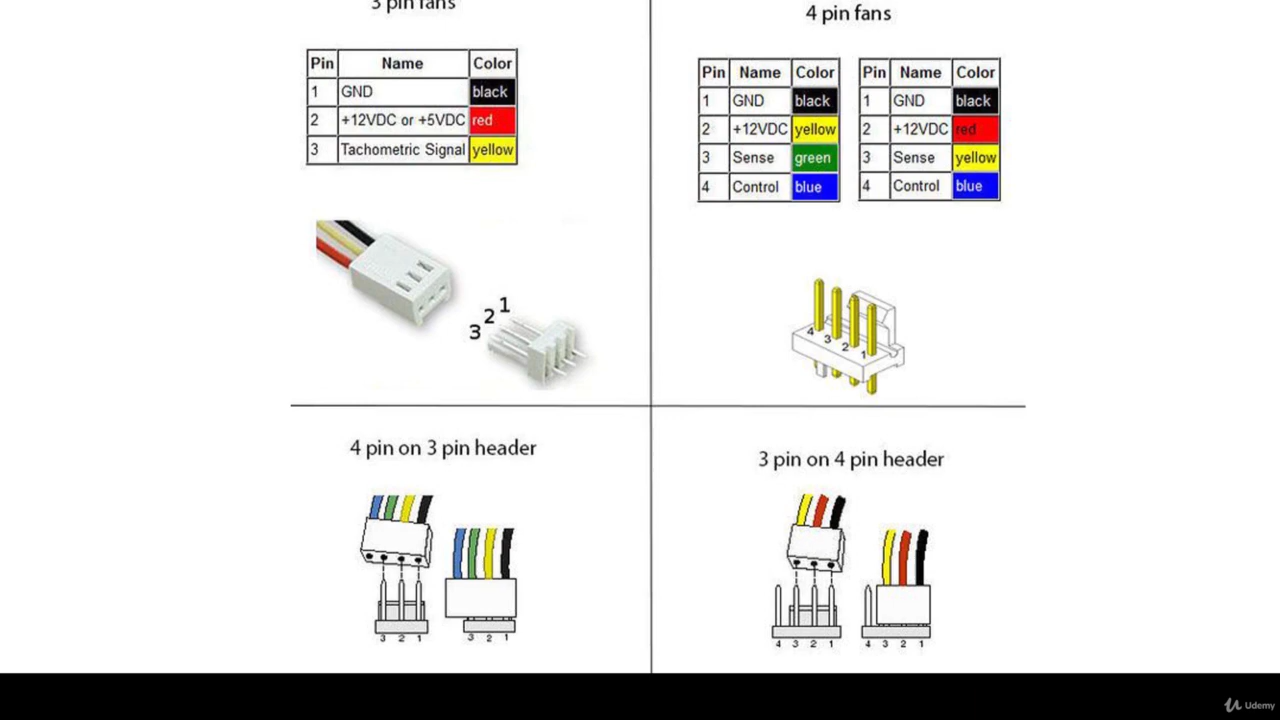 3 pin fans
Pin Name Color
1 GND black
2 +12VDC or +5VDC red
3 Tachometric Signal yellow
1
2
3
4 pin fans
Pin Name Color
1 GND black
2 +12VDC yellow
3 Sense green
4 Control blue
Pin Name Color
1 GND black
2 +12VDC red
3 Sense yellow
4 Control blue
4 3 2 1
4 pin on 3 pin header
3 2 1
3 2 1
3 pin on 4 pin header
4 3 2 1
4 3 2 1
Udemy